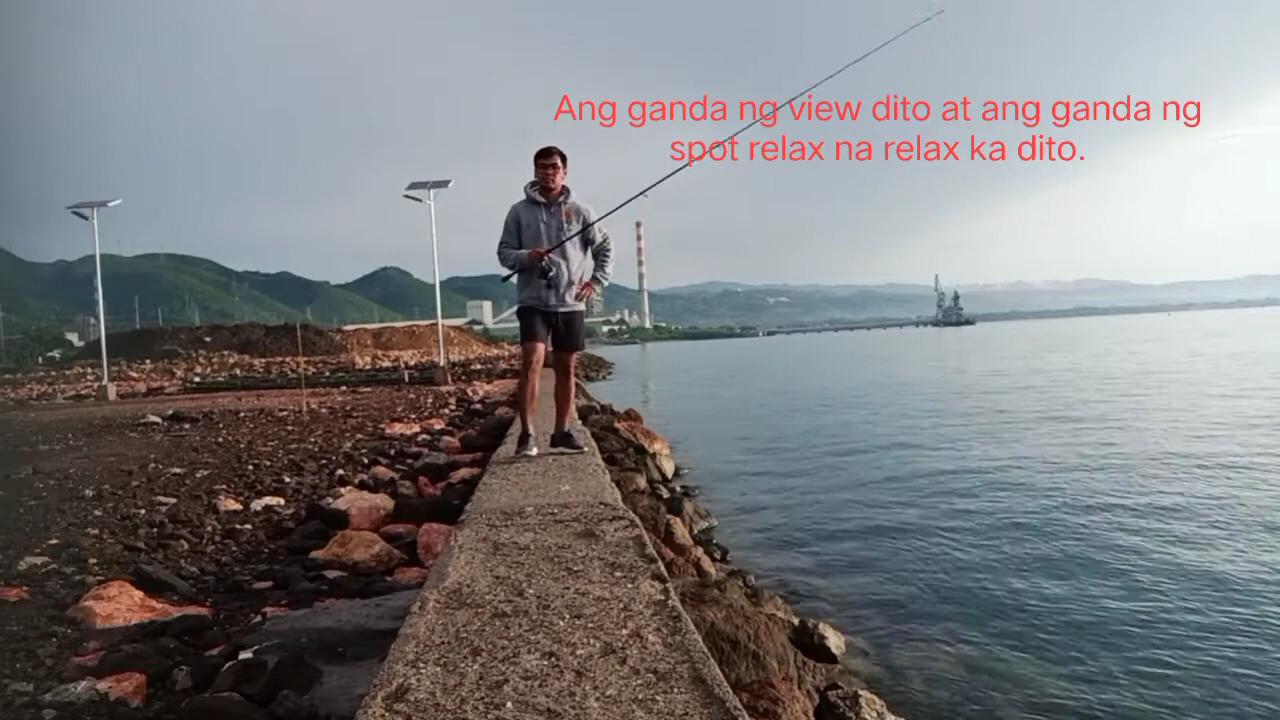 Ang ganda ng view dito at ang ganda ng
spot relax na relax ka dito.